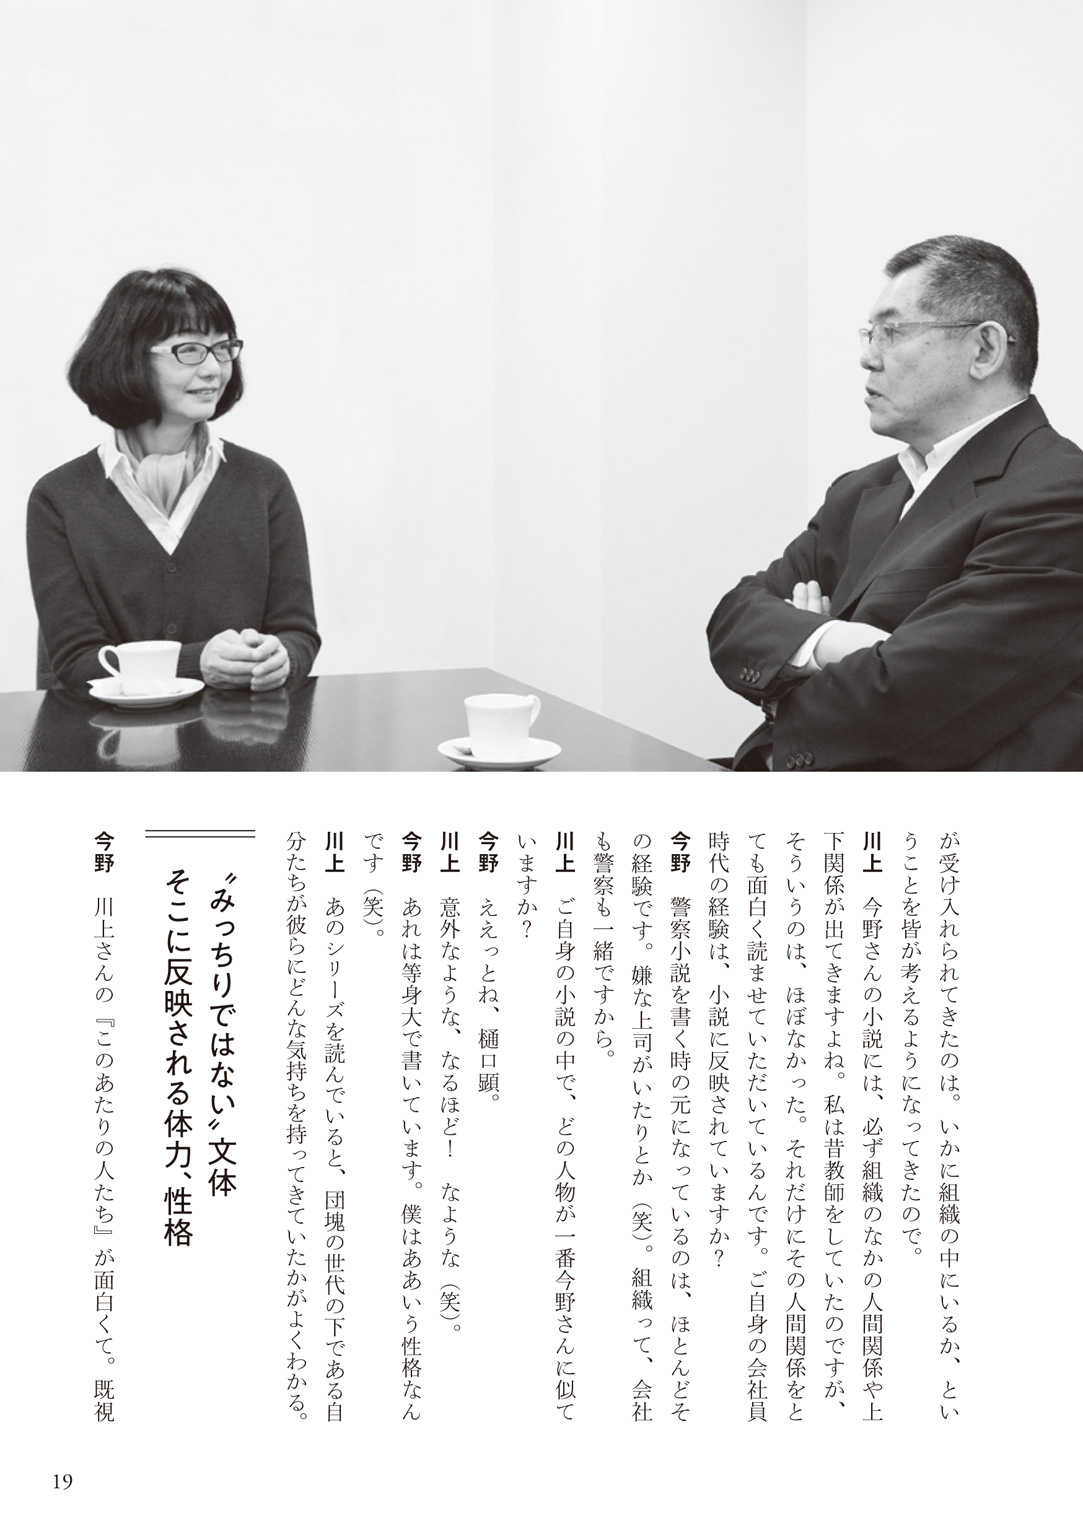 が受け入れられてきたのは。いかに組織の中にいるか、とい
うことを皆が考えるようになってきたので。
川上　今野さんの小説には、必ず組織のなかの人間関係や上
下関係が出てきますよね。私は昔教師をしていたのですが、
そういうのは、ほぼなかった。それだけにその人間関係をと
ても面白く読ませていただいているんです。ご自身の会社員
時代の経験は、小説に反映されていますか？
今野　警察小説を書く時の元になっているのは、ほとんどそ
の経験です。嫌な上司がいたりとか（笑）。組織って、会社
も警察も一緒ですから。
川上　ご自身の小説の中で、どの人物が一番今野さんに似て
いますか？
今野　ええっとね、樋口顕。
川上　意外なような、なるほど！　なような（笑）。
今野　あれは等身大で書いています。僕はああいう性格なん
です（笑）。
川上　あのシリーズを読んでいると、団塊の世代の下である自
分たちが彼らにどんな気持ちを持ってきていたかがよくわかる。
〝みっちりではない〟文体
そこに反映される体力、性格
今野　川上さんの『このあたりの人たち』が面白くて。既視
19